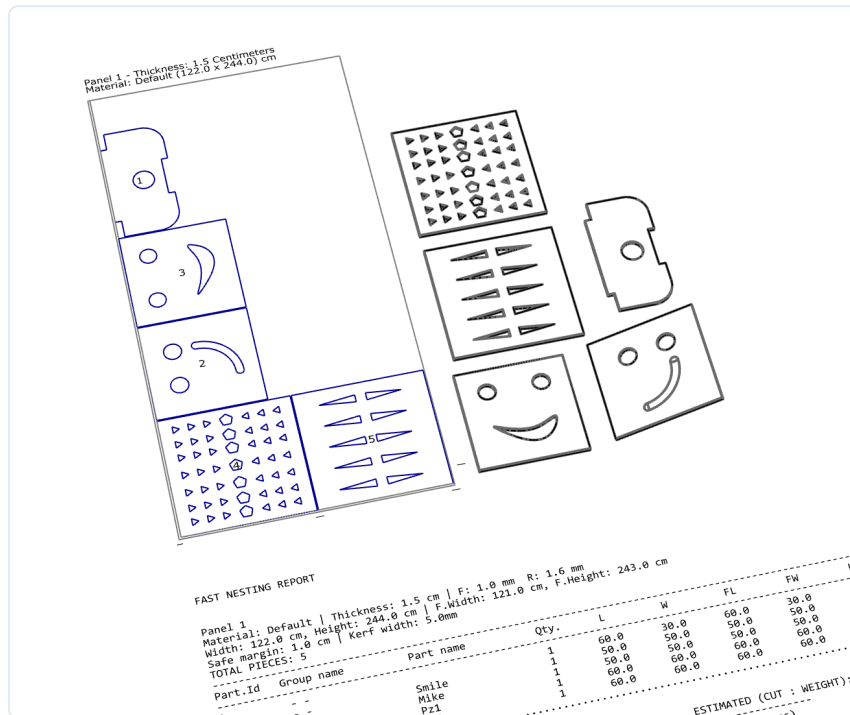 Panel 1 - Thickness: 1.5 Centimeters
Material: Default (122.0 x 244.0) cm
1
3
2
4
5
FAST NESTING REPORT
Panel 1
Material: Default | Thickness: 1.5 cm | F: 1.0 mm R: 1.6 mm
Width: 122.0 cm, Height: 244.0 cm | F.Width: 121.0 cm, F.Height: 243.0 cm
Safe margin: 1.0 cm | Kerf width: 5.0mm
TOTAL PIECES: 5
Part.Id Group name Part name Qty. L W FL FW
- - 1 60.0 30.0 60.0 30.0
- Smile 1 50.0 50.0 50.0 50.0
Mike 1 50.0 50.0 50.0 50.0
Pz1 1 60.0 60.0 60.0 60.0
1 60.0 60.0 60.0 60.0
ESTIMATED (CUT : WEIGHT):